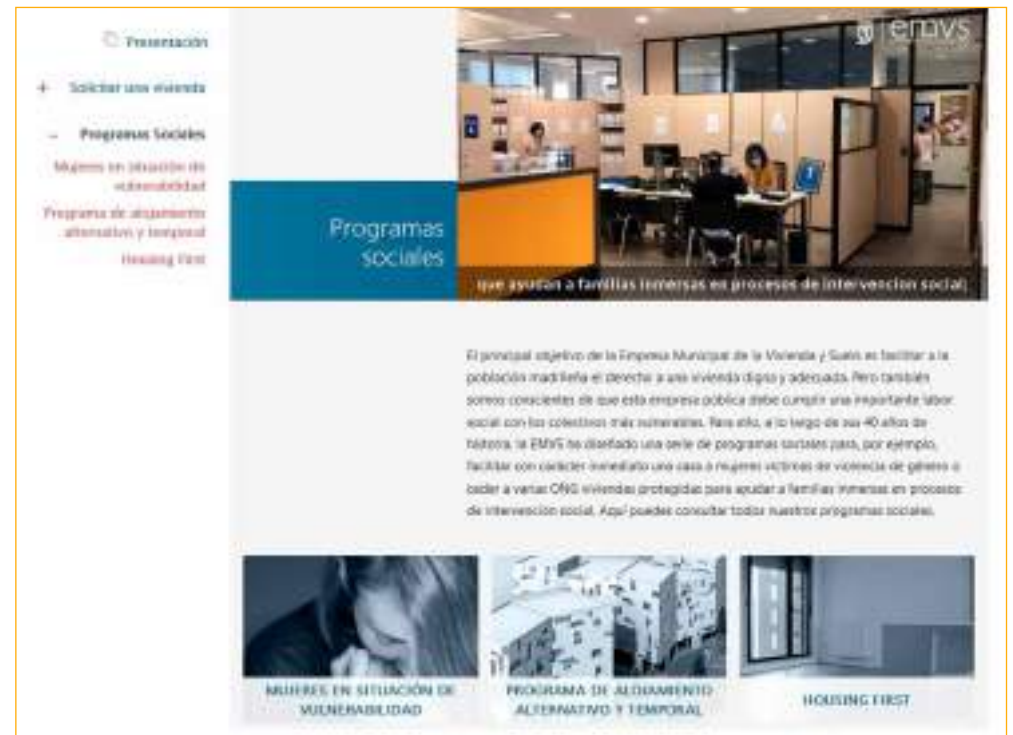 Presentación
+ Solicitar una vivienda
- Programas Sociales
Mujeres en situación de
vulnerabilidad
Programa de alojamiento
alternativo y temporal
Housing First
emvs
Programas
sociales
que ayudan a familias inmersas en procesos de intervencion social;
El principal objetivo de la Empresa Municipal de la Vivienda y Suelo es facilitar a la
población madrileña el derecho a una vivienda digna y adecuada. Pero también
somos conscientes de que esta empresa pública debe cumplir una importante labor
social con los colectivos más vulnerables. Para ello, a lo largo de sus 40 años de
historia, la EMVS ha diseñado una serie de programas sociales para, por ejemplo,
facilitar con carácter inmediato una casa a mujeres víctimas de violencia de género o
ceder a varias ONG viviendas protegidas para ayudar a familias inmersas en procesos
de intervención social. Aquí puedes consultar todos nuestros programas sociales.
MUJERES EN SITUACIÓN DE
VULNERABILIDAD
PROGRAMA DE ALOJAMIENTO
ALTERNATIVO Y TEMPORAL
HOUSING FIRST